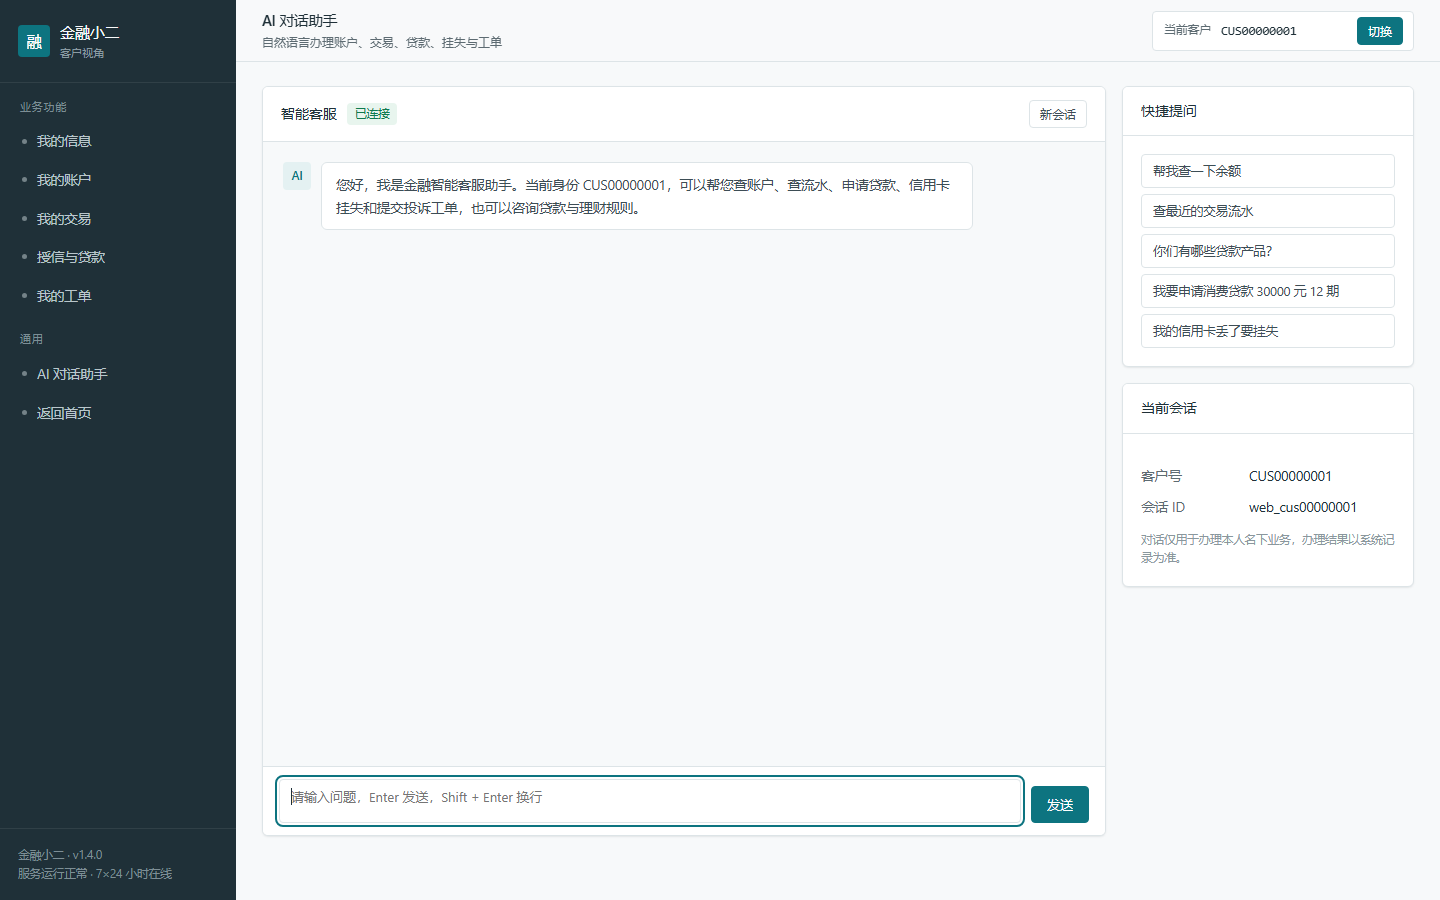 融
金融小二
客户视角
业务功能
我的信息
我的账户
我的交易
授信与贷款
我的工单
通用
AI 对话助手
返回首页
金融小二 · v1.4.0
服务运行正常 · 7×24 小时在线
AI 对话助手
自然语言办理账户、交易、贷款、挂失与工单
当前客户 CUS00000001 切换
智能客服 已连接 新会话
AI
您好，我是金融智能客服助手。当前身份 CUS00000001，可以帮您查账户、查流水、申请贷款、信用卡
挂失和提交投诉工单，也可以咨询贷款与理财规则。
请输入问题，Enter 发送，Shift + Enter 换行
发送
快捷提问
帮我查一下余额
查最近的交易流水
你们有哪些贷款产品？
我要申请消费贷款 30000 元 12 期
我的信用卡丢了要挂失
当前会话
客户号 CUS00000001
会话 ID web_cus00000001
对话仅用于办理本人名下业务，办理结果以系统记
录为准。